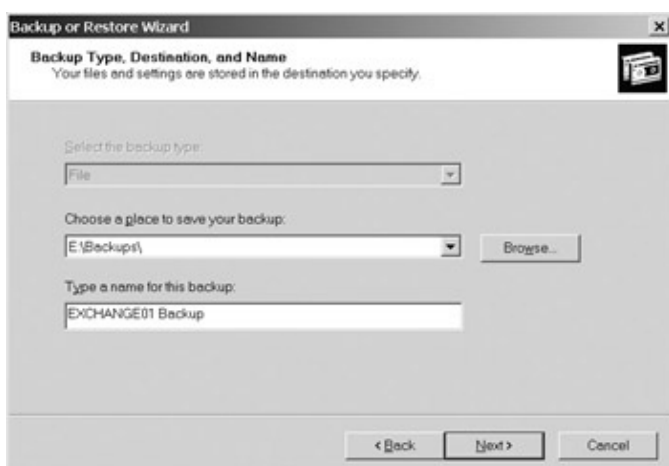 Backup or Restore Wizard
Backup Type, Destination, and Name
Your files and settings are stored in the destination you specify.
Select the backup type:
File
Choose a place to save your backup:
E:\Backups\
Browse...
Type a name for this backup:
EXCHANGE01 Backup
< Back
Next >
Cancel